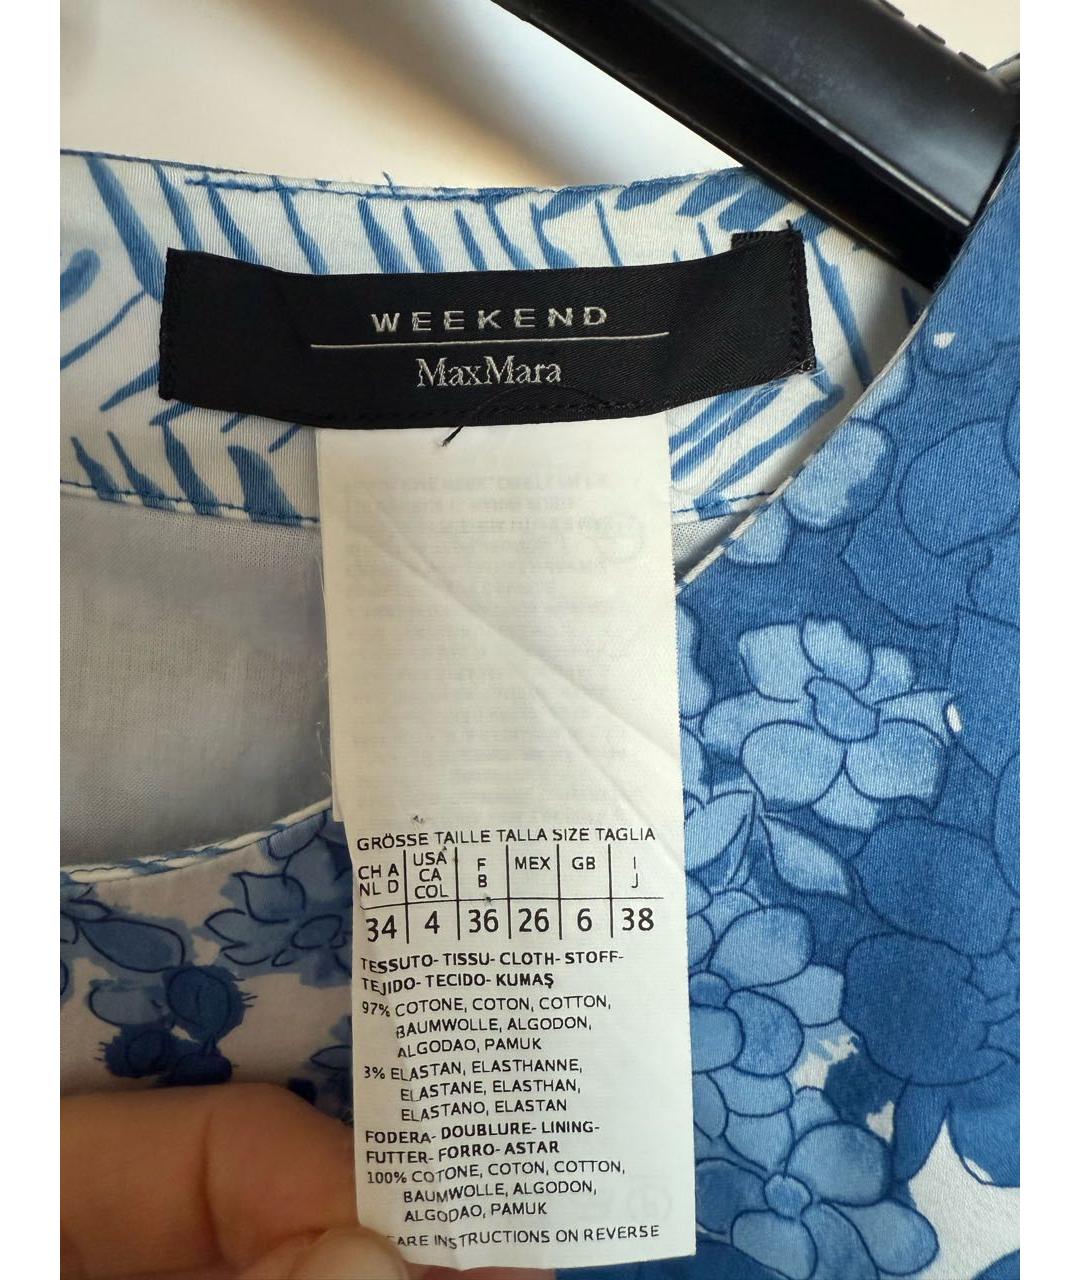 WEEKEND
MaxMara
GRÖSSE TAILLE TALLA SIZE TAGLIA
CH A NL D | USA CA COL | F B | MEX | GB | I J
34 | 4 | 36 | 26 | 6 | 38
TESSUTO- TISSU- CLOTH- STOFF-
TEJIDO- TECIDO- KUMAŞ
97% COTONE, COTON, COTTON,
BAUMWOLLE, ALGODON,
ALGODAO, PAMUK
3% ELASTAN, ELASTHANNE,
ELASTANE, ELASTHAN,
ELASTANO, ELASTAN
FODERA- DOUBLURE- LINING-
FUTTER- FORRO- ASTAR
100% COTONE, COTON, COTTON,
BAUMWOLLE, ALGODON,
ALGODAO, PAMUK
CARE INSTRUCTIONS ON REVERSE